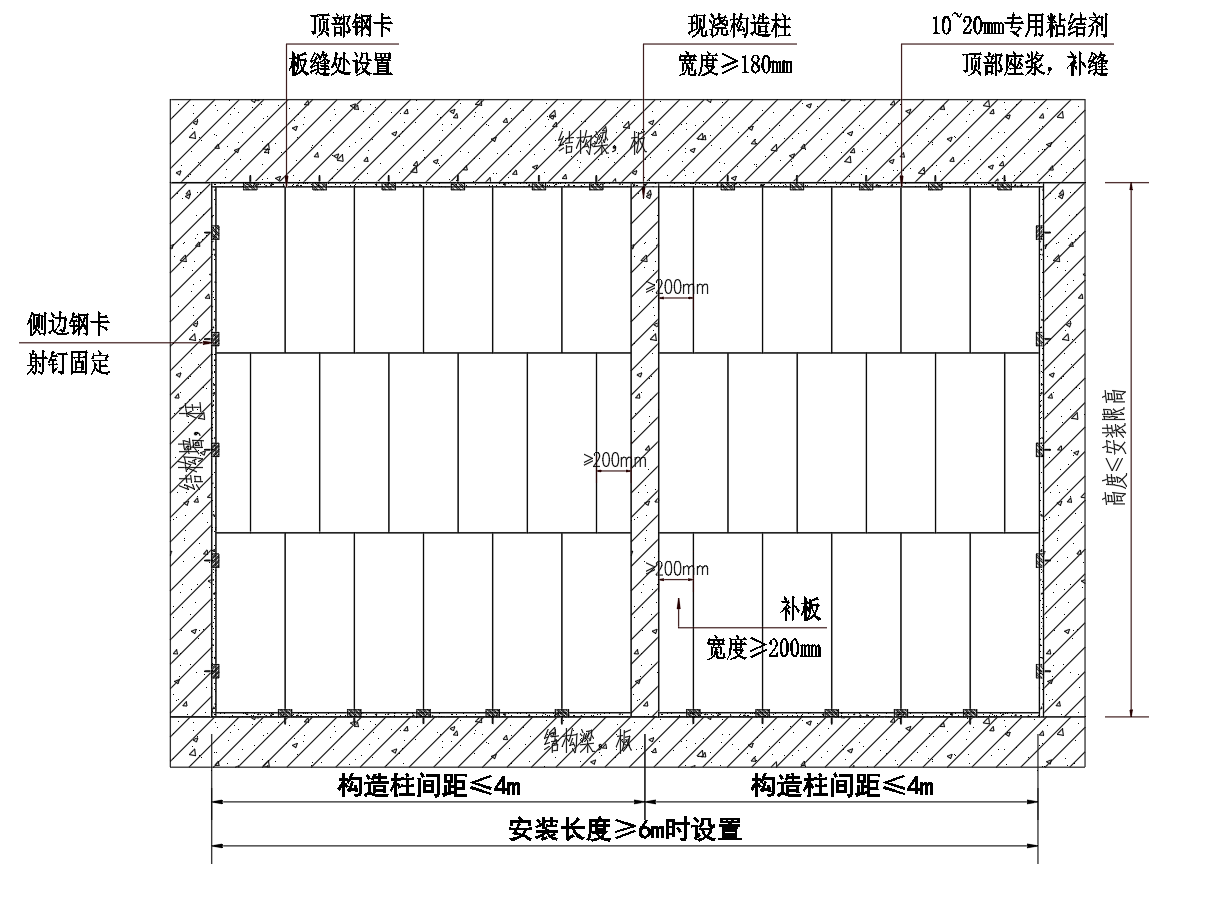 顶部钢卡
板缝处设置
现浇构造柱
宽度≥180mm
10~20mm专用粘结剂
顶部座浆，补缝
结构梁，板
≥200mm
侧边钢卡
射钉固定
结构墙，柱
≥200mm
高度≤安装限高
≥200mm
补板
宽度≥200mm
结构梁，板
构造柱间距≤4m
构造柱间距≤4m
安装长度≥6m时设置